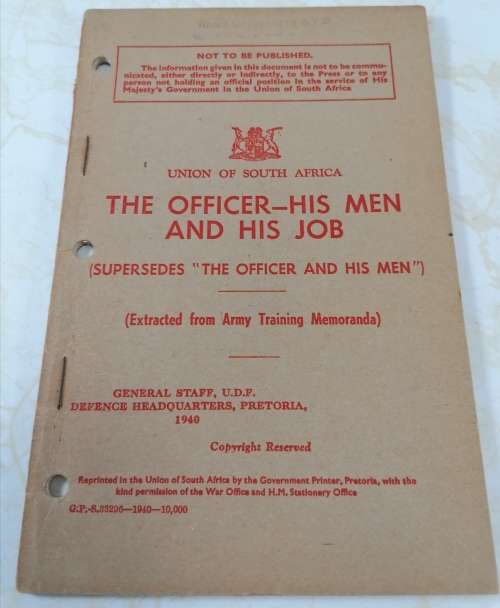 NOT TO BE PUBLISHED.
The information given in this document is not to be commu-
nicated, either directly or indirectly, to the Press or to any
person not holding an official position in the service of His
Majesty's Government in the Union of South Africa
UNION OF SOUTH AFRICA
THE OFFICER—HIS MEN
AND HIS JOB
(SUPERSEDES "THE OFFICER AND HIS MEN")
(Extracted from Army Training Memoranda)
GENERAL STAFF, U.D.F.
DEFENCE HEADQUARTERS, PRETORIA,
1940
Copyright Reserved
Reprinted in the Union of South Africa by the Government Printer, Pretoria, with the
kind permission of the War Office and H.M. Stationery Office
G.P.-S.33296—1940—10,000